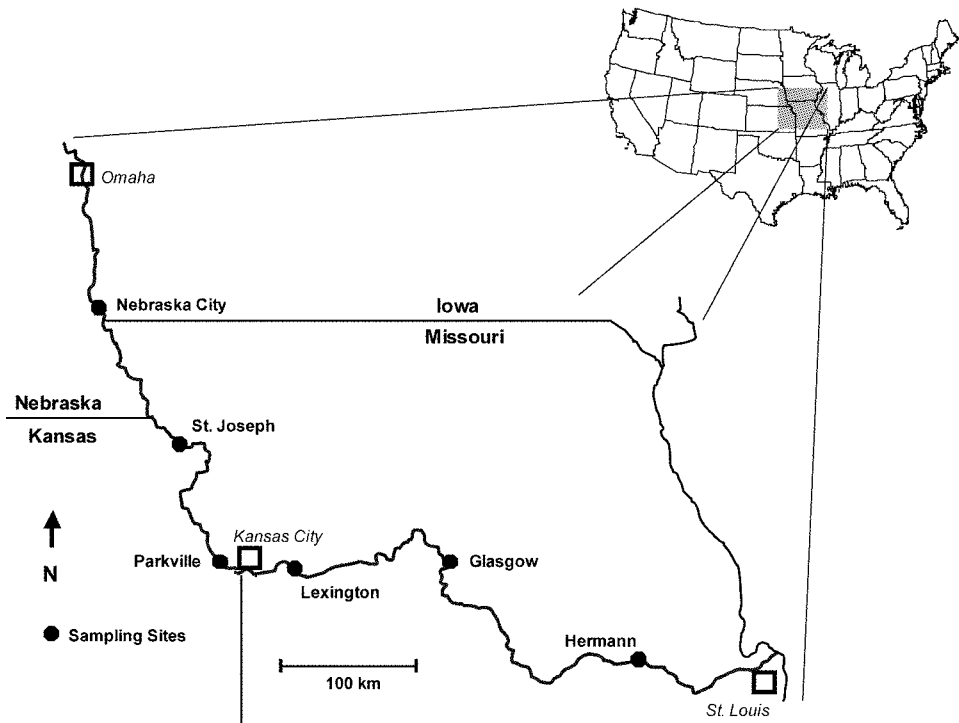 Omaha
Nebraska City
Iowa
Missouri
Nebraska
Kansas
St. Joseph
Kansas City
Parkville
Glasgow
N
Lexington
Sampling Sites
Hermann
100 km
St. Louis